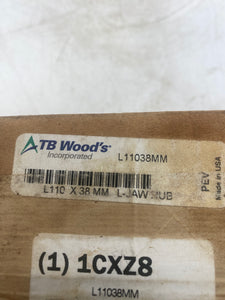 TB Wood's®
Incorporated
L11038MM
L110 X 38 MM L-JAW HUB
PEV
Made in USA
(1) 1CXZ8
L11038MM